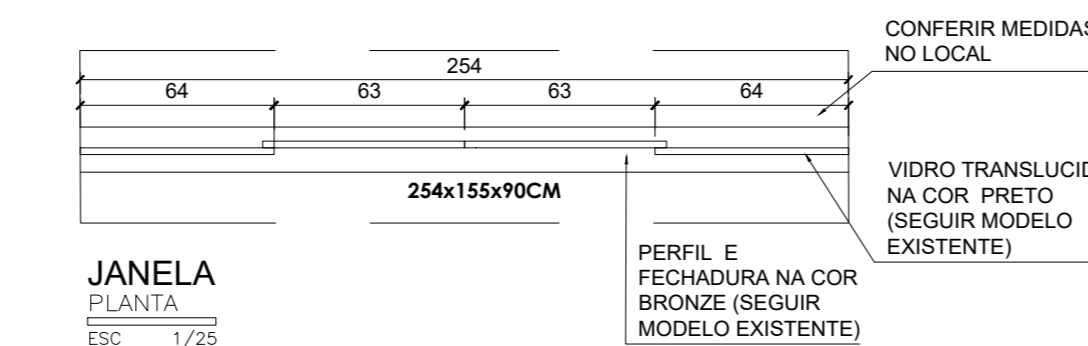 CONFERIR MEDIDAS
NO LOCAL
254
64 63 63 64
254x155x90CM
VIDRO TRANSLUCID
NA COR PRETO
(SEGUIR MODELO
EXISTENTE)
PERFIL E
FECHADURA NA COR
BRONZE (SEGUIR
MODELO EXISTENTE)
JANELA
PLANTA
ESC 1/25